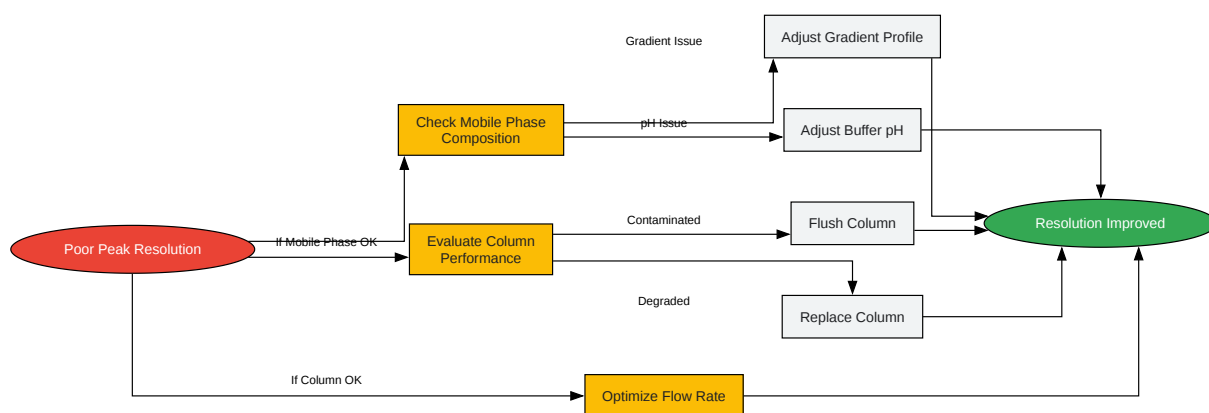 Gradient Issue
Adjust Gradient Profile
Check Mobile Phase
Composition
pH Issue
Adjust Buffer pH
Poor Peak Resolution
If Mobile Phase OK
Evaluate Column
Performance
Contaminated
Flush Column
Resolution Improved
Degraded
Replace Column
If Column OK
Optimize Flow Rate